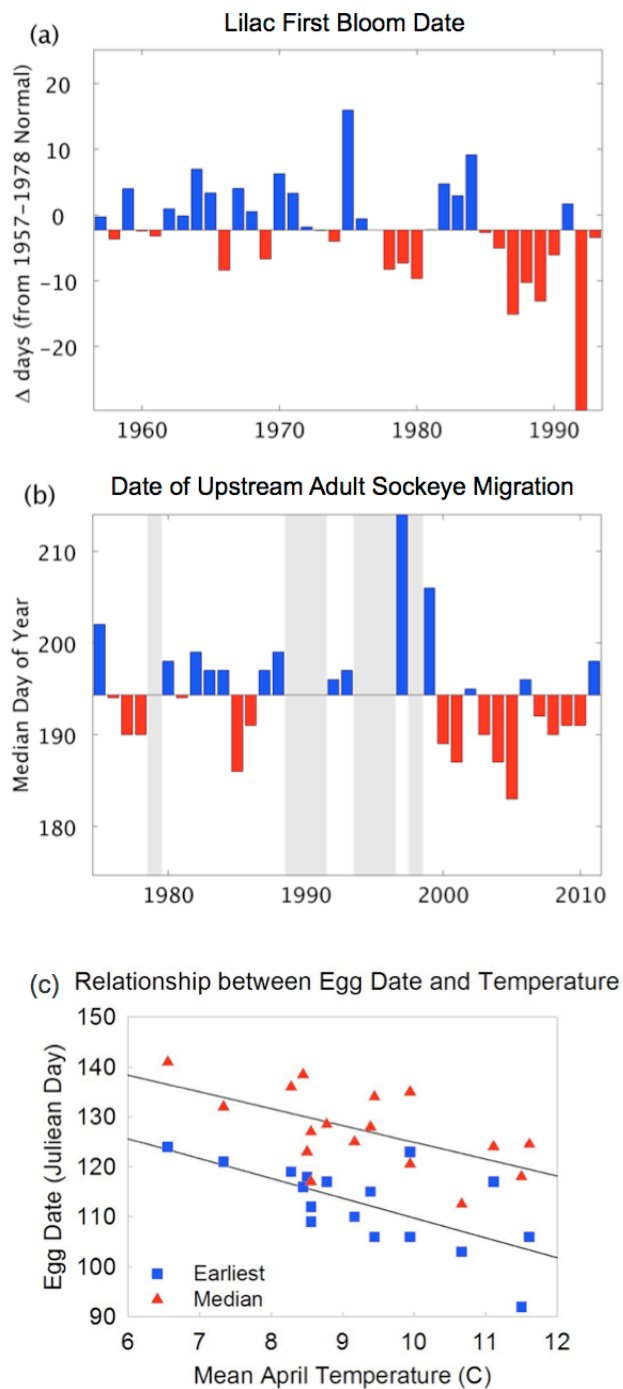 (a)
Lilac First Bloom Date
Δ days (from 1957–1978 Normal)
20
10
0
-10
-20
1960 1970 1980 1990
(b)
Date of Upstream Adult Sockeye Migration
Median Day of Year
210
200
190
180
1980 1990 2000 2010
(c) Relationship between Egg Date and Temperature
Egg Date (Juliean Day)
150
140
130
120
110
100
90
Earliest
Median
6 7 8 9 10 11 12
Mean April Temperature (C)